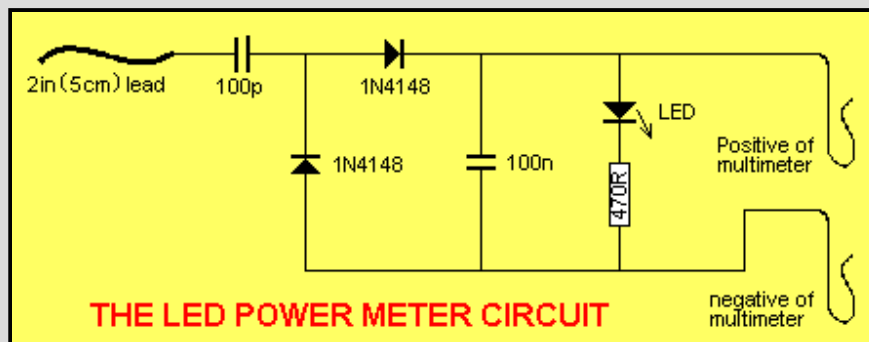 2in(5cm)lead
100p
1N4148
LED
1N4148
100n
470R
Positive of
multimeter
THE LED POWER METER CIRCUIT
negative of
multimeter